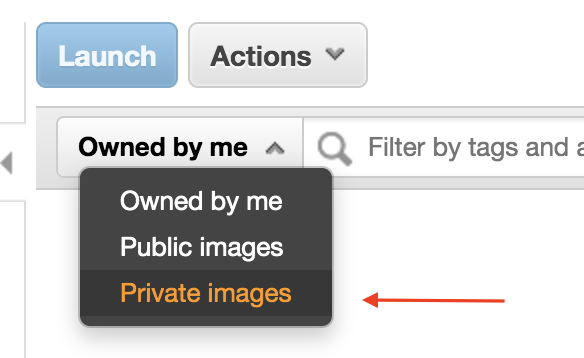 Launch Actions
Owned by me Filter by tags and
Owned by me
Public images
Private images